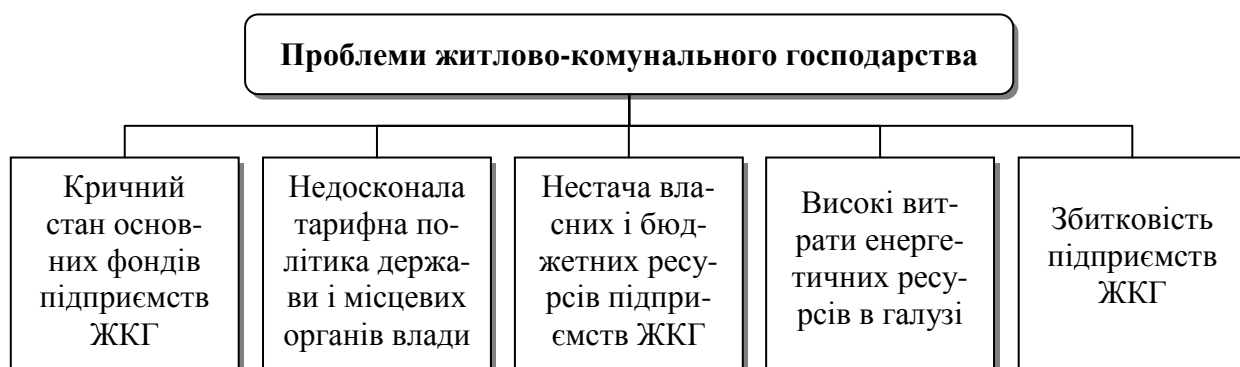 Проблеми житлово-комунального господарства
Кричний
стан основ-
них фондів
підприємств
ЖКГ
Недосконала
тарифна по-
літика держа-
ви і місцевих
органів влади
Нестача вла-
сних і бюд-
жетних ресу-
рсів підпри-
ємств ЖКГ
Високі вит-
рати енерге-
тичних ресу-
рсів в галузі
Збитковість
підприємств
ЖКГ